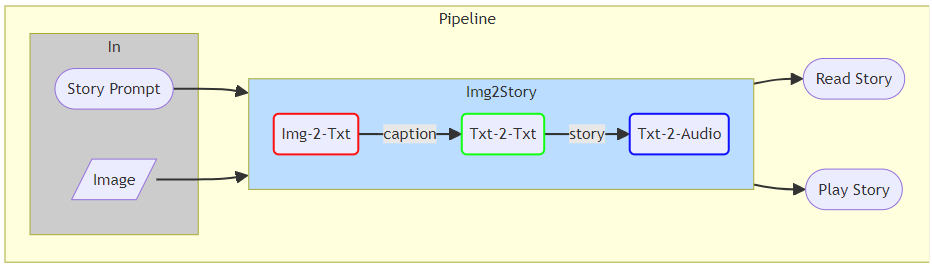 Pipeline
In
Story Prompt
Image
Img2Story
Img-2-Txt
caption
Txt-2-Txt
story
Txt-2-Audio
Read Story
Play Story